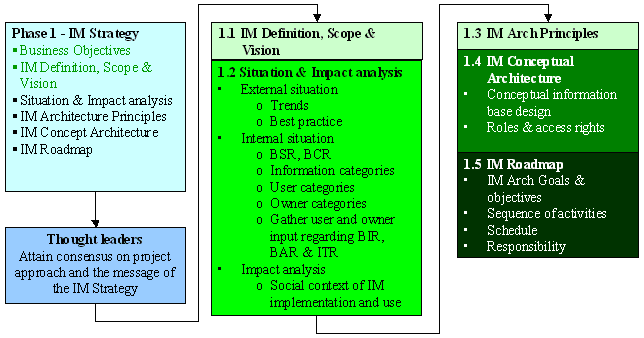 Phase 1 - IM Strategy
▪ Business Objectives
▪ IM Definition, Scope &
Vision
▪ Situation & Impact analysis
▪ IM Architecture Principles
▪ IM Concept Architecture
▪ IM Roadmap
Thought leaders
Attain consensus on project
approach and the message of
the IM Strategy
1.1 IM Definition, Scope &
Vision
1.2 Situation & Impact analysis
• External situation
o Trends
o Best practice
• Internal situation
o BSR, BCR
o Information categories
o User categories
o Owner categories
o Gather user and owner
input regarding BIR,
BAR & ITR
• Impact analysis
o Social context of IM
implementation and use
1.3 IM Arch Principles
1.4 IM Conceptual
Architecture
• Conceptual information
base design
• Roles & access rights
1.5 IM Roadmap
• IM Arch Goals &
objectives
• Sequence of activities
• Schedule
• Responsibility